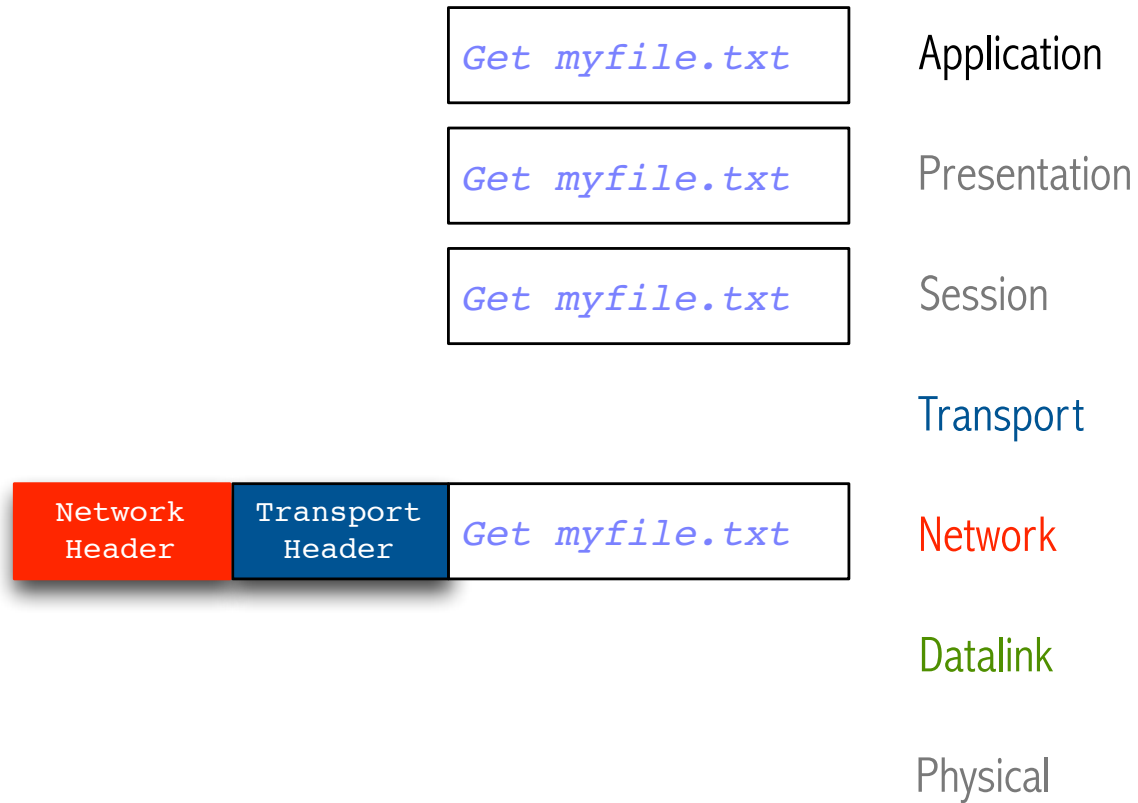 Get myfile.txt Application
Get myfile.txt Presentation
Get myfile.txt Session
Transport
Network Header Transport Header Get myfile.txt Network
Datalink
Physical